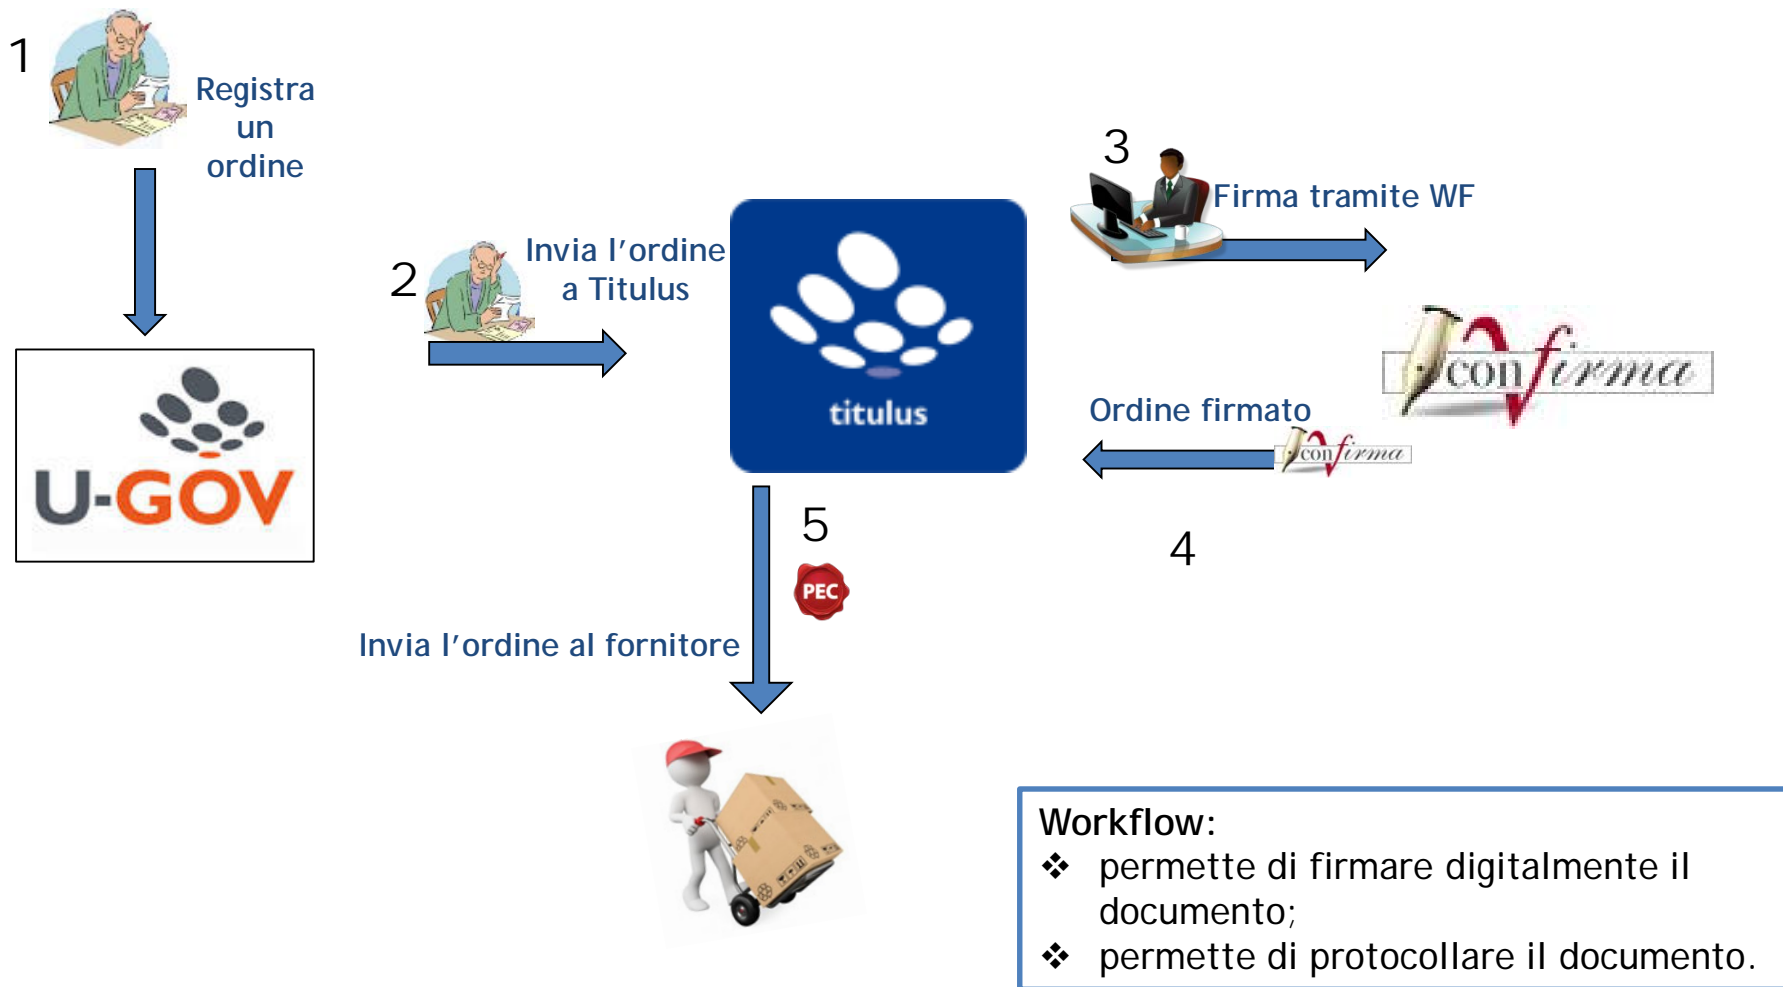 1
Registra
un
ordine
U-GOV
2
Invia l'ordine
a Titulus
titulus
3
Firma tramite WF
confirma
Ordine firmato
confirma
4
5
PEC
Invia l'ordine al fornitore
Workflow:
❖ permette di firmare digitalmente il
documento;
❖ permette di protocollare il documento.